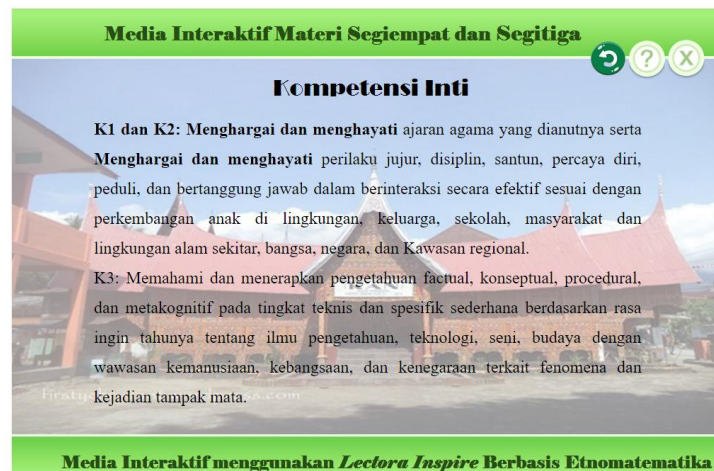 Media Interaktif Materi Segiempat dan Segitiga
?
X
Kompetensi Inti
K1 dan K2: Menghargai dan menghayati ajaran agama yang dianutnya serta
Menghargai dan menghayati perilaku jujur, disiplin, santun, percaya diri,
peduli, dan bertanggung jawab dalam berinteraksi secara efektif sesuai dengan
perkembangan anak di lingkungan, keluarga, sekolah, masyarakat dan
lingkungan alam sekitar, bangsa, negara, dan Kawasan regional.
K3: Memahami dan menerapkan pengetahuan factual, konseptual, procedural,
dan metakognitif pada tingkat teknis dan spesifik sederhana berdasarkan rasa
ingin tahunya tentang ilmu pengetahuan, teknologi, seni, budaya dengan
wawasan kemanusiaan, kebangsaan, dan kenegaraan terkait fenomena dan
kejadian tampak mata.
Media Interaktif menggunakan Lectora Inspire Berbasis Etnomatematika